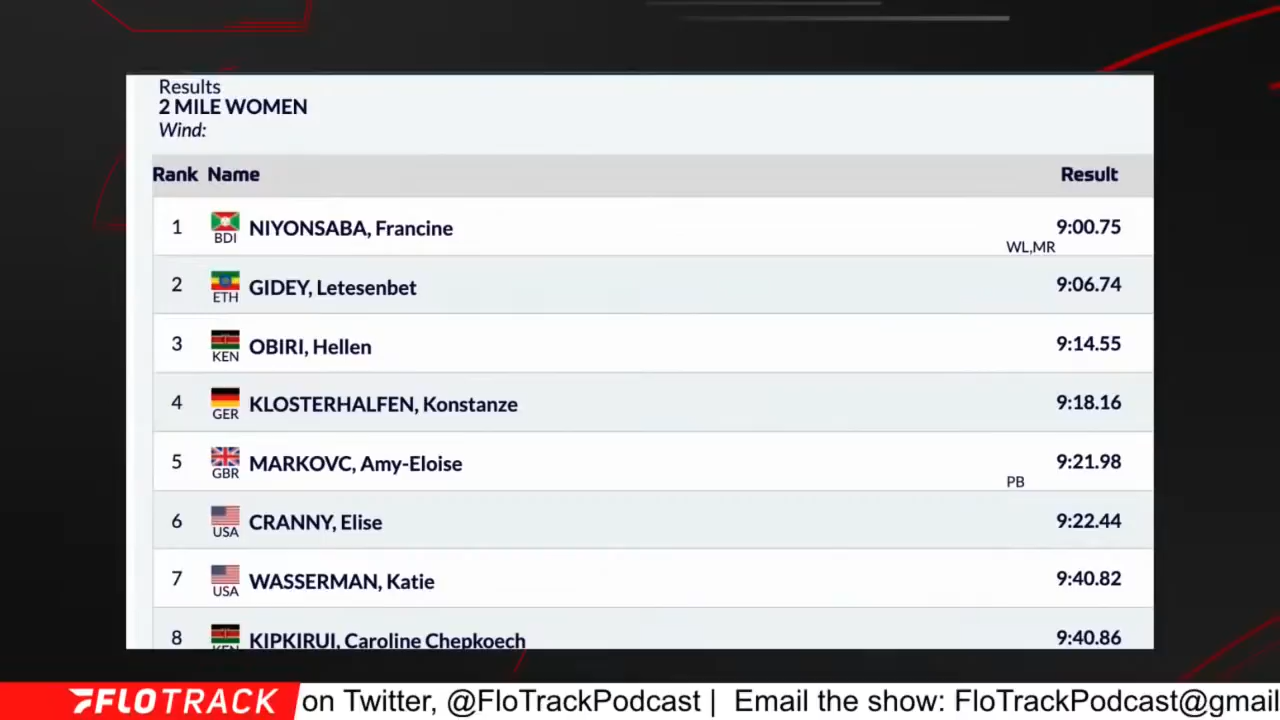 Results
2 MILE WOMEN
Wind:
Rank Name Result
1 BDI NIYONSABA, Francine 9:00.75
WL,MR
2 ETH GIDEY, Letesenbet 9:06.74
3 KEN OBIRI, Hellen 9:14.55
4 GER KLOSTERHALFEN, Konstanze 9:18.16
5 GBR MARKOVC, Amy-Eloise 9:21.98
PB
6 USA CRANNY, Elise 9:22.44
7 USA WASSERMAN, Katie 9:40.82
8 KEN KIPKIRUI, Caroline Chepkoech 9:40.86
FLOTRACK on Twitter, @FloTrackPodcast | Email the show: FloTrackPodcast@gmail